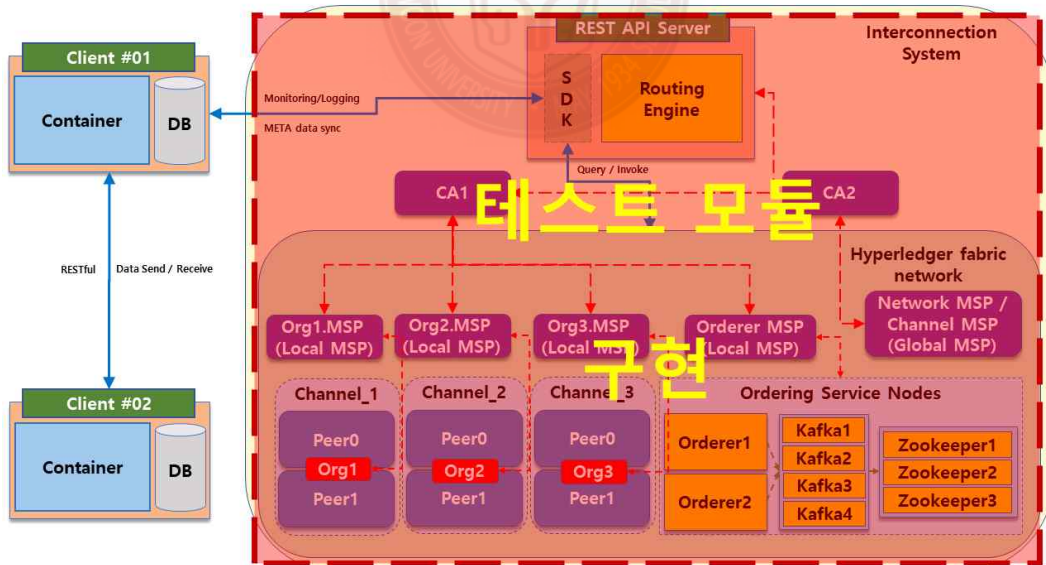 REST API Server
Interconnection
System
Client #01
Container
DB
Monitoring/Logging
META data sync
S
D
K
Routing
Engine
Query / Invoke
CA1
CA2
테스트 모듈
RESTful
Data Send / Receive
Hyperledger fabric
network
Org1.MSP
(Local MSP)
Org2.MSP
(Local MSP)
Org3.MSP
(Local MSP)
Orderer MSP
(Local MSP)
Network MSP /
Channel MSP
(Global MSP)
구현
Client #02
Container
DB
Channel_1
Peer0
Org1
Peer1
Channel_2
Peer0
Org2
Peer1
Channel_3
Peer0
Org3
Peer1
Ordering Service Nodes
Orderer1
Orderer2
Kafka1
Kafka2
Kafka3
Kafka4
Zookeeper1
Zookeeper2
Zookeeper3